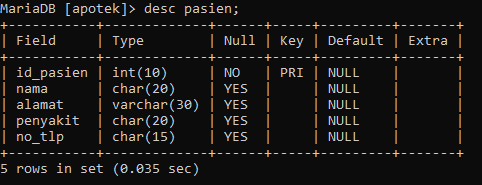 MariaDB [apotek]> desc pasien;
+-----------+-------------+------+-----+---------+-------+
| Field     | Type        | Null | Key | Default | Extra |
+-----------+-------------+------+-----+---------+-------+
| id_pasien | int(10)     | NO   | PRI | NULL    |       |
| nama      | char(20)    | YES  |     | NULL    |       |
| alamat    | varchar(30) | YES  |     | NULL    |       |
| penyakit  | char(20)    | YES  |     | NULL    |       |
| no_tlp    | char(15)    | YES  |     | NULL    |       |
+-----------+-------------+------+-----+---------+-------+
5 rows in set (0.035 sec)